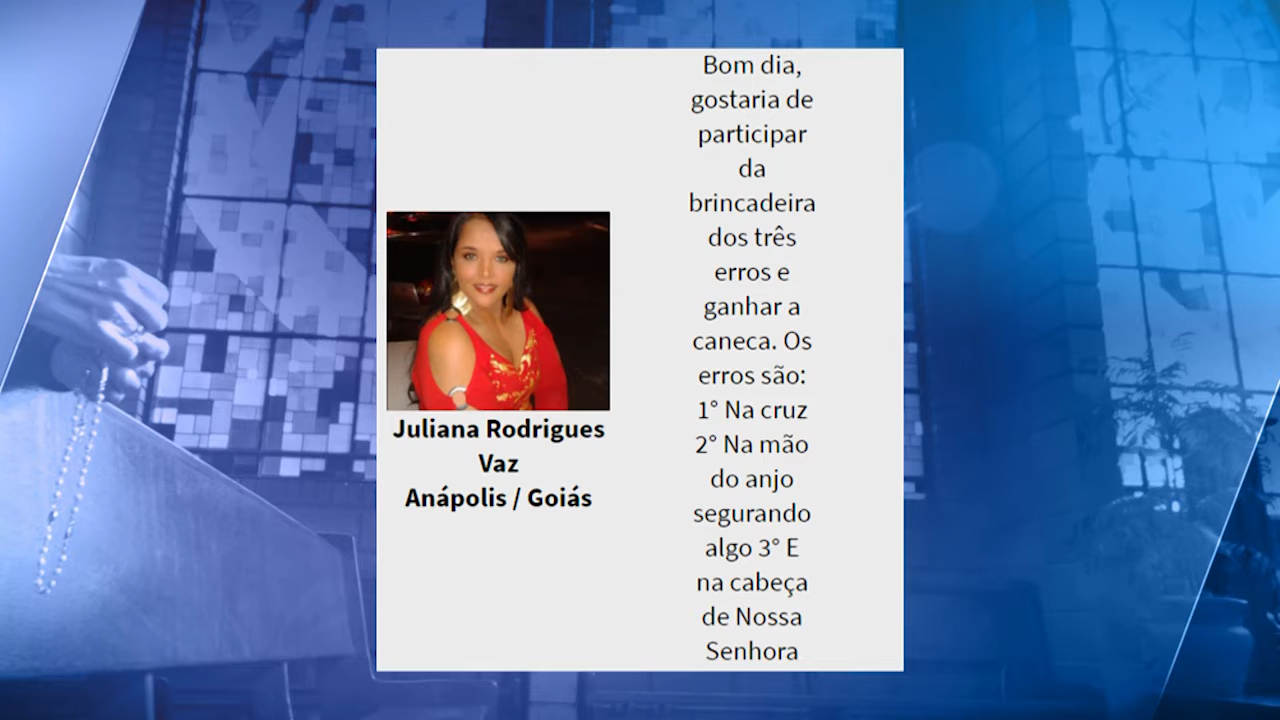 Juliana Rodrigues
Vaz
Anápolis / Goiás
Bom dia,
gostaria de
participar
da
brincadeira
dos três
erros e
ganhar a
caneca. Os
erros são:
1° Na cruz
2° Na mão
do anjo
segurando
algo 3° E
na cabeça
de Nossa
Senhora